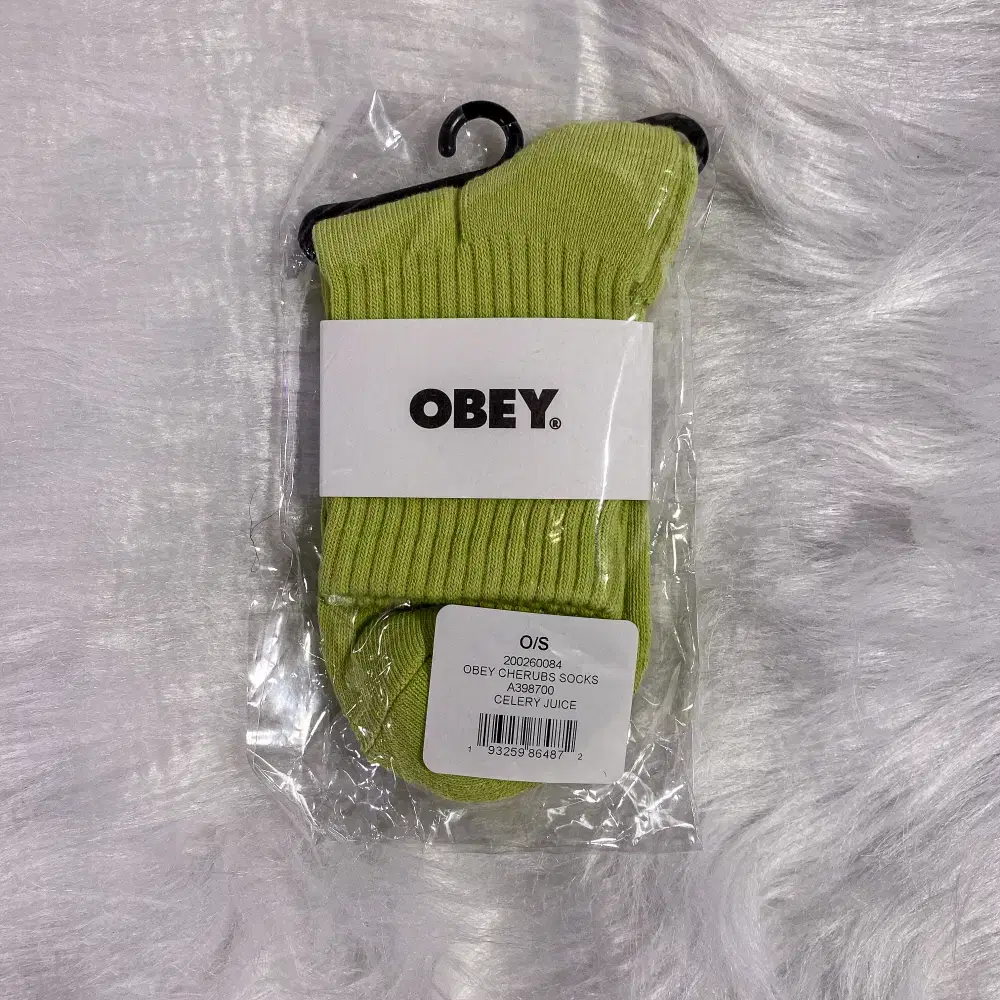 OBEY®
O/S
200260084
OBEY CHERUBS SOCKS
A398700
CELERY JUICE
1 93259 86487 2